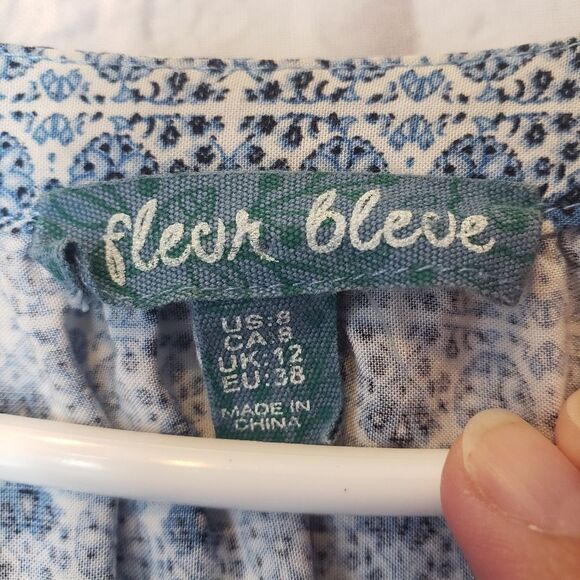 fleur bleue
US:8
CA:8
UK:12
EU:38
MADE IN
CHINA